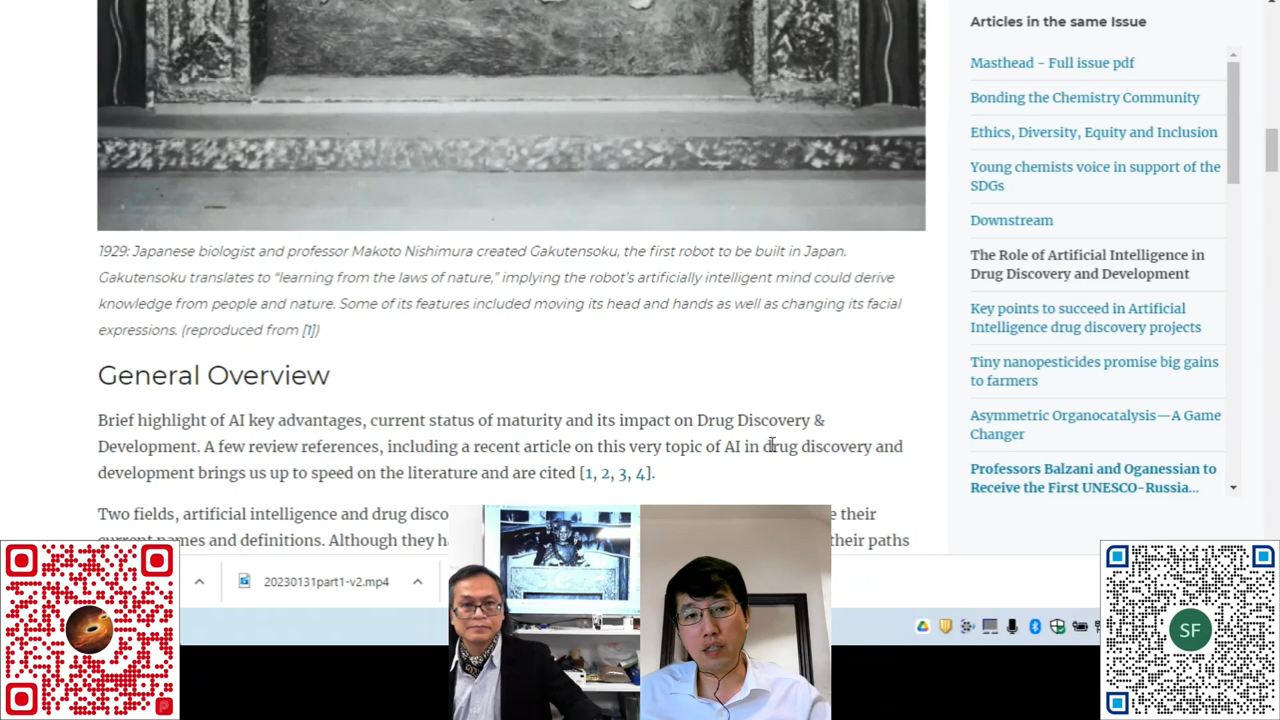 1929: Japanese biologist and professor Makoto Nishimura created Gakutensoku, the first robot to be built in Japan.
Gakutensoku translates to “learning from the laws of nature,” implying the robot’s artificially intelligent mind could derive
knowledge from people and nature. Some of its features included moving its head and hands as well as changing its facial
expressions. (reproduced from [1])
General Overview
Brief highlight of AI key advantages, current status of maturity and its impact on Drug Discovery &
Development. A few review references, including a recent article on this very topic of AI in drug discovery and
development brings us up to speed on the literature and are cited [1, 2, 3, 4].
Two fields, artificial intelligence and drug disco
e their
current names and definitions. Although they h
their paths
20230131part1-v2.mp4
Articles in the same Issue
Masthead - Full issue pdf
Bonding the Chemistry Community
Ethics, Diversity, Equity and Inclusion
Young chemists voice in support of the
SDGs
Downstream
The Role of Artificial Intelligence in
Drug Discovery and Development
Key points to succeed in Artificial
Intelligence drug discovery projects
Tiny nanopesticides promise big gains
to farmers
Asymmetric Organocatalysis—A Game
Changer
Professors Balzani and Oganessian to
Receive the First UNESCO-Russia...
SF